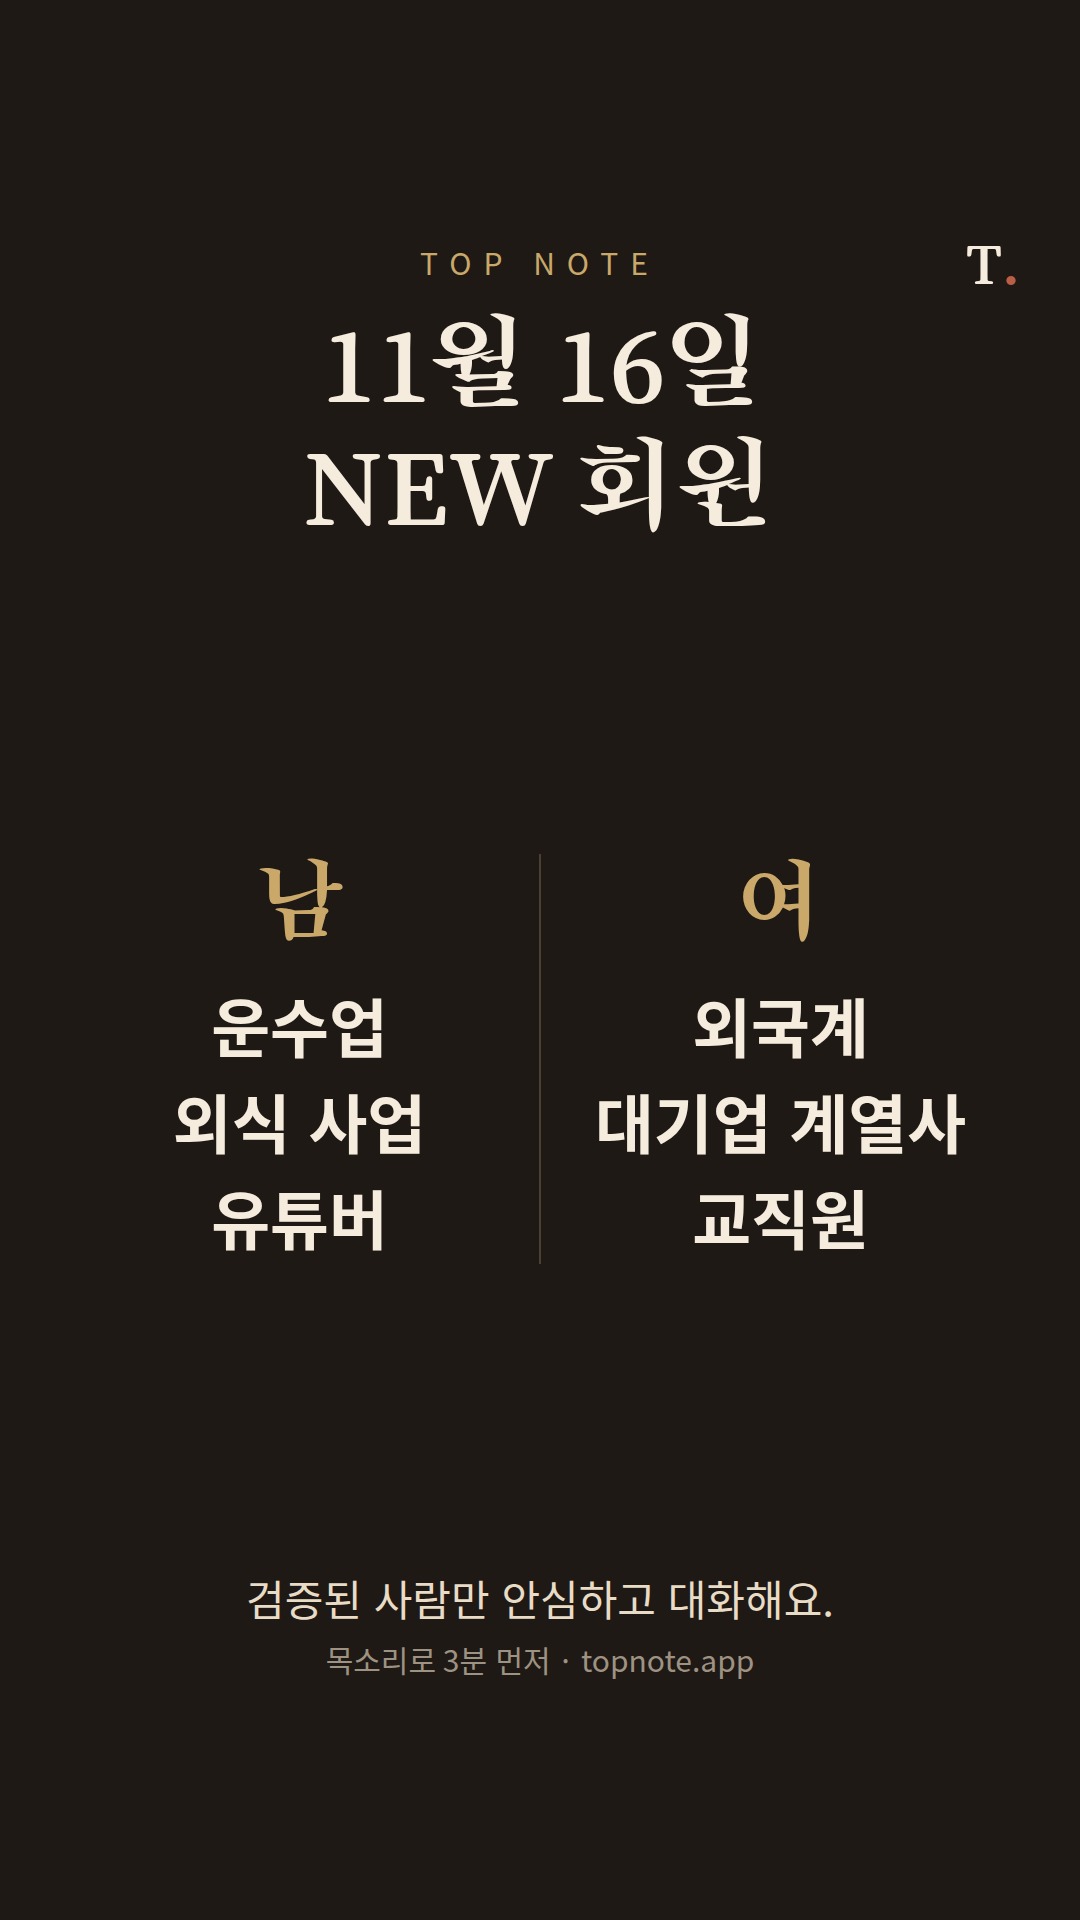 TOP NOTE
T.
11월 16일
NEW 회원
남
운수업
외식 사업
유튜버
여
외국계
대기업 계열사
교직원
검증된 사람만 안심하고 대화해요.
목소리로 3분 먼저 · topnote.app